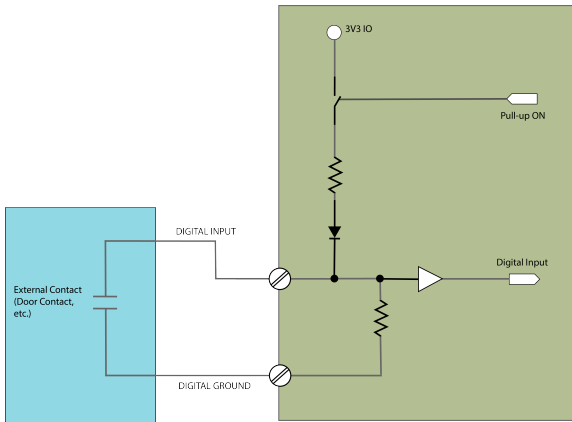 3V3 IO
Pull-up ON
DIGITAL INPUT
Digital Input
External Contact
(Door Contact,
etc.)
DIGITAL GROUND